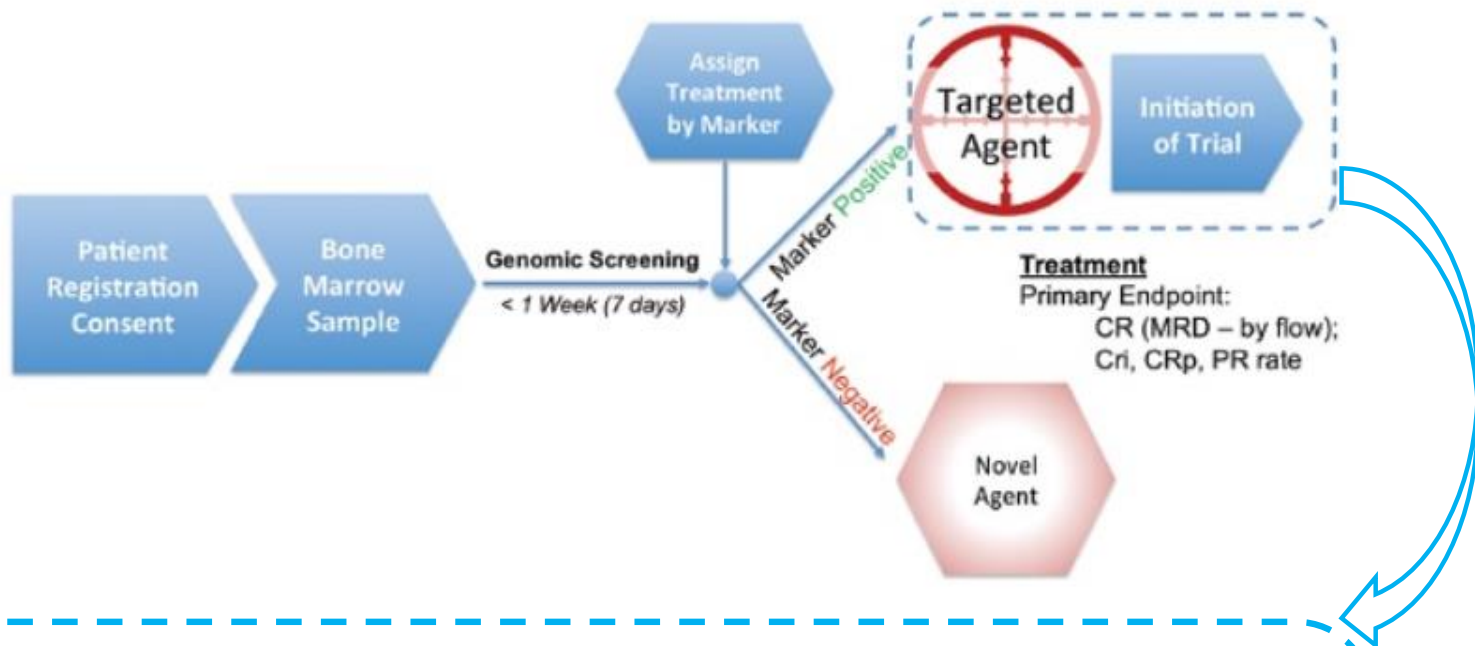 Patient
Registration
Consent
Bone
Marrow
Sample
Genomic Screening
< 1 Week (7 days)
Assign
Treatment
by Marker
Marker Positive
Marker Negative
Targeted
Agent
Initiation
of Trial
Treatment
Primary Endpoint:
CR (MRD – by flow);
Cri, CRp, PR rate
Novel
Agent